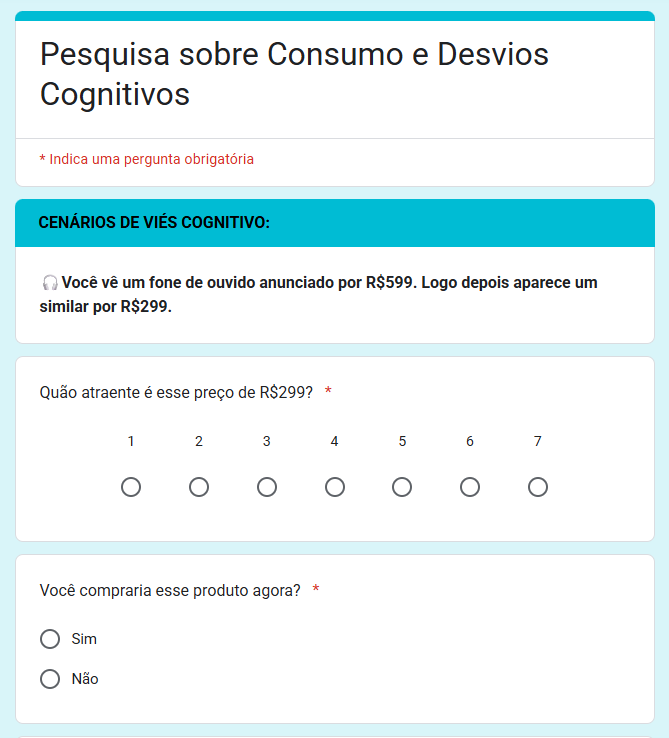 Pesquisa sobre Consumo e Desvios
Cognitivos
* Indica uma pergunta obrigatória
CENÁRIOS DE VIÉS COGNITIVO:
🎧Você vê um fone de ouvido anunciado por R$599. Logo depois aparece um
similar por R$299.
Quão atraente é esse preço de R$299? *
1 2 3 4 5 6 7
Você compraria esse produto agora? *
Sim
Não